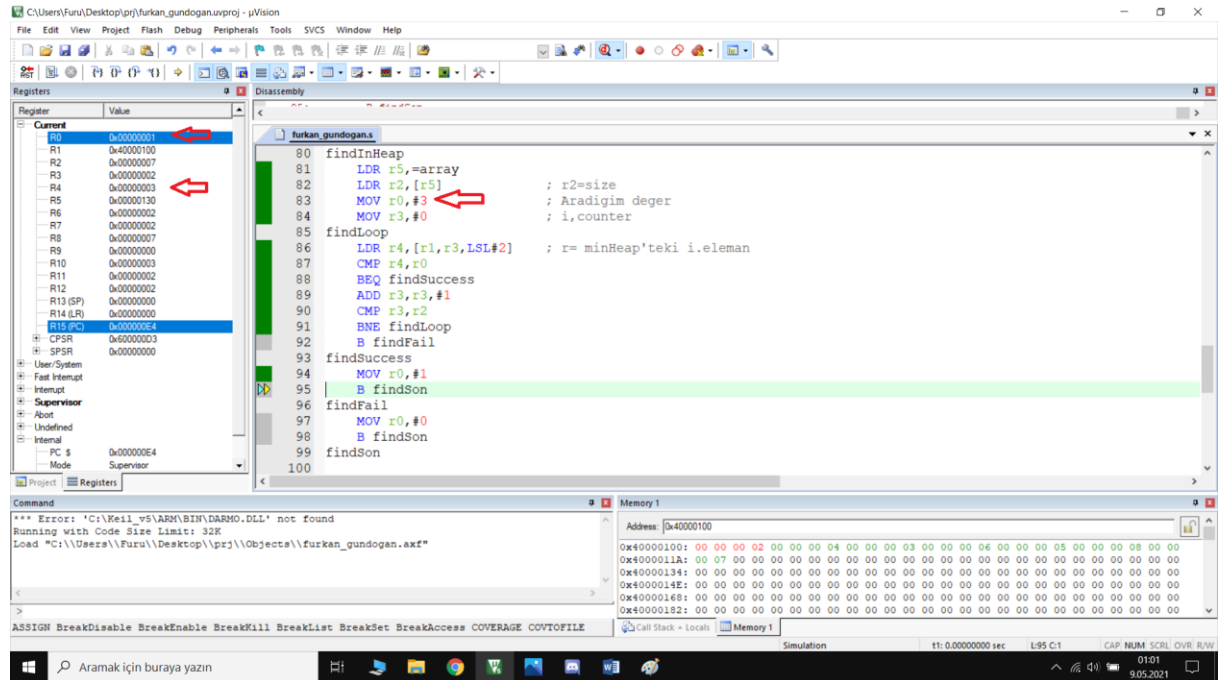 C:\Users\Furu\Desktop\prj\furkan_gundogan.uvproj - µVision
File Edit View Project Flash Debug Peripherals Tools SVCS Window Help
Registers
Register Value
Current
R0 0x00000001
R1 0x40000100
R2 0x00000007
R3 0x00000002
R4 0x00000003
R5 0x00000130
R6 0x00000002
R7 0x00000002
R8 0x00000007
R9 0x00000000
R10 0x00000003
R11 0x00000002
R12 0x00000002
R13 (SP) 0x00000000
R14 (LR) 0x00000000
R15 (PC) 0x000000E4
CPSR 0x600000D3
SPSR 0x00000000
User/System
Fast Interrupt
Interrupt
Supervisor
Abort
Undefined
Internal
PC $ 0x000000E4
Mode Supervisor
Project Registers
Disassembly
furkan_gundogan.s
80 findInHeap
81 LDR r5,=array
82 LDR r2,[r5] ; r2=size
83 MOV r0,#3 ; Aradigim deger
84 MOV r3,#0 ; i,counter
85 findLoop
86 LDR r4,[r1,r3,LSL#2] ; r= minHeap'teki i.eleman
87 CMP r4,r0
88 BEQ findSuccess
89 ADD r3,r3,#1
90 CMP r3,r2
91 BNE findLoop
92 B findFail
93 findSuccess
94 MOV r0,#1
95 B findSon
96 findFail
97 MOV r0,#0
98 B findSon
99 findSon
100
Command
*** Error: 'C:\Keil_v5\ARM\BIN\DARMO.DLL' not found
Running with Code Size Limit: 32K
Load "C:\\Users\\Furu\\Desktop\\prj\\Objects\\furkan_gundogan.axf"
>
ASSIGN BreakDisable BreakEnable BreakKill BreakList BreakSet BreakAccess COVERAGE COVTOFILE
Memory 1
Address: 0x40000100
0x40000100: 00 00 00 02 00 00 00 04 00 00 00 03 00 00 00 06 00 00 00 05 00 00 00 08 00 00
0x4000011A: 00 07 00 00 00 00 00 00 00 00 00 00 00 00 00 00 00 00 00 00 00 00 00 00 00 00
0x40000134: 00 00 00 00 00 00 00 00 00 00 00 00 00 00 00 00 00 00 00 00 00 00 00 00 00 00
0x4000014E: 00 00 00 00 00 00 00 00 00 00 00 00 00 00 00 00 00 00 00 00 00 00 00 00 00 00
0x40000168: 00 00 00 00 00 00 00 00 00 00 00 00 00 00 00 00 00 00 00 00 00 00 00 00 00 00
0x40000182: 00 00 00 00 00 00 00 00 00 00 00 00 00 00 00 00 00 00 00 00 00 00 00 00 00 00
Call Stack + Locals Memory 1
Simulation t1: 0.00000000 sec L:95 C:1 CAP NUM SCRL OVR R/W
Aramak için buraya yazın
01:01
9.05.2021